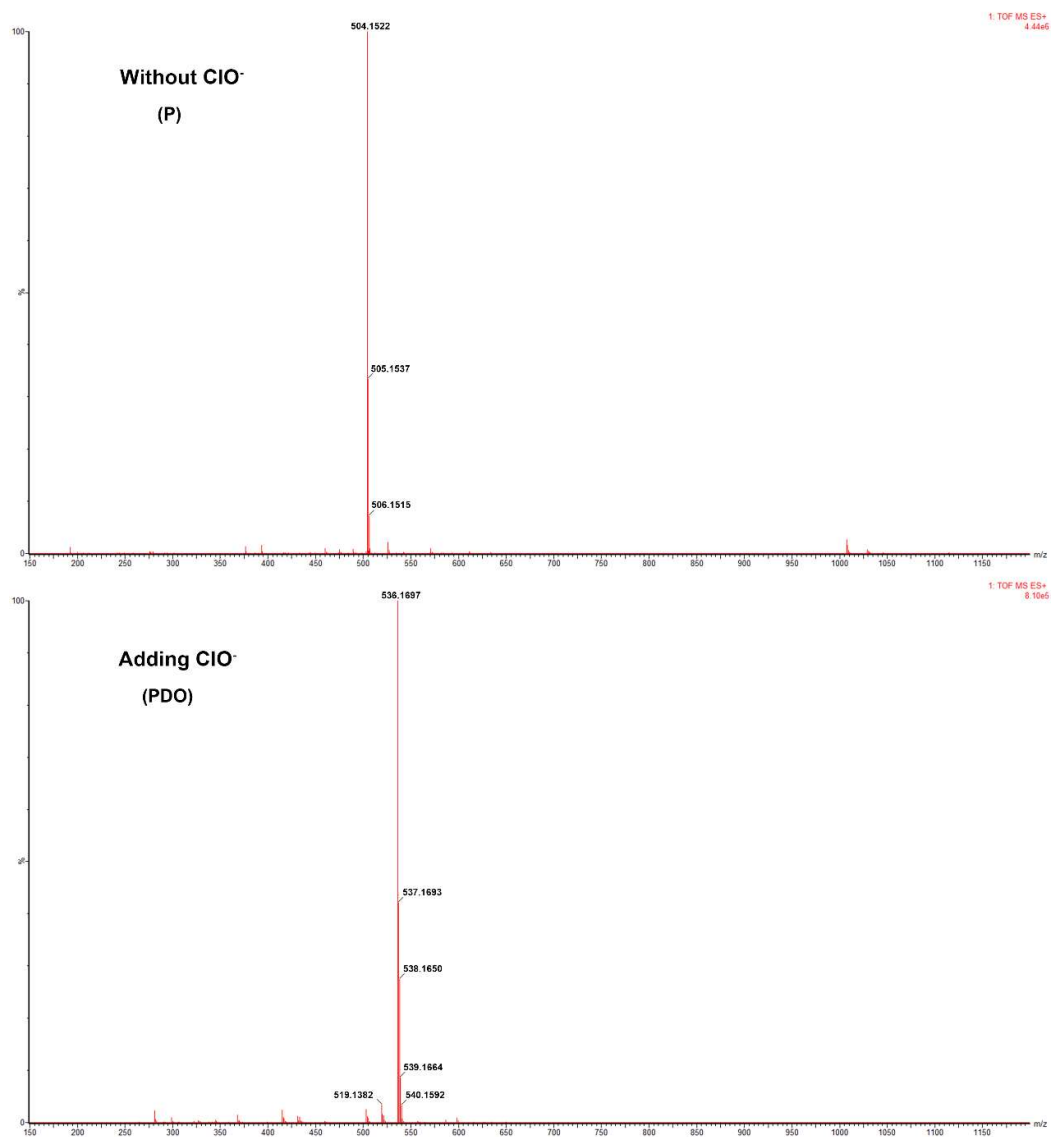 1: TOF MS ES+
4.44e6
504.1522
100
Without ClO-
(P)
%
505.1537
506.1515
0
m/z
150 200 250 300 350 400 450 500 550 600 650 700 750 800 850 900 950 1000 1050 1100 1150
1: TOF MS ES+
8.10e5
536.1697
100
Adding ClO-
(PDO)
%
537.1693
538.1650
539.1664
519.1382
540.1592
0
m/z
150 200 250 300 350 400 450 500 550 600 650 700 750 800 850 900 950 1000 1050 1100 1150